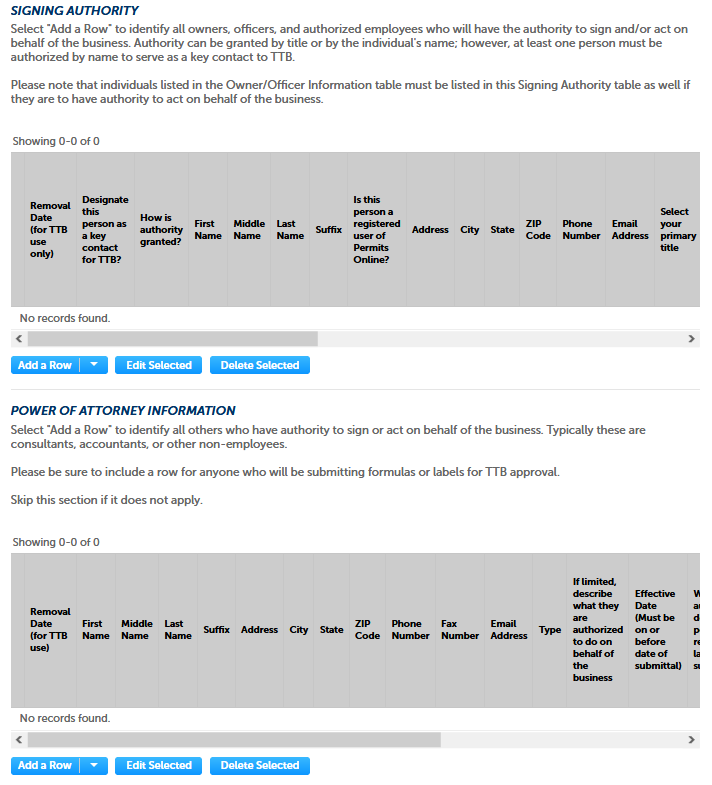 SIGNING AUTHORITY
Select "Add a Row" to identify all owners, officers, and authorized employees who will have the authority to sign and/or act on
behalf of the business. Authority can be granted by title or by the individual's name; however, at least one person must be
authorized by name to serve as a key contact to TTB.
Please note that individuals listed in the Owner/Officer Information table must be listed in this Signing Authority table as well if
they are to have authority to act on behalf of the business.
Showing 0-0 of 0
Removal Date (for TTB use only)
Designate this person as a key contact for TTB?
How is authority granted?
First Name
Middle Name
Last Name
Suffix
Is this person a registered user of Permits Online?
Address
City
State
ZIP Code
Phone Number
Email Address
Select your primary title
No records found.
Add a Row Edit Selected Delete Selected
POWER OF ATTORNEY INFORMATION
Select "Add a Row" to identify all others who have authority to sign or act on behalf of the business. Typically these are
consultants, accountants, or other non-employees.
Please be sure to include a row for anyone who will be submitting formulas or labels for TTB approval.
Skip this section if it does not apply.
Showing 0-0 of 0
Removal Date (for TTB use)
First Name
Middle Name
Last Name
Suffix
Address
City
State
ZIP Code
Phone Number
Fax Number
Email Address
Type
If limited, describe what they are authorized to do on behalf of the business
Effective Date (Must be on or before date of submittal)
No records found.
Add a Row Edit Selected Delete Selected